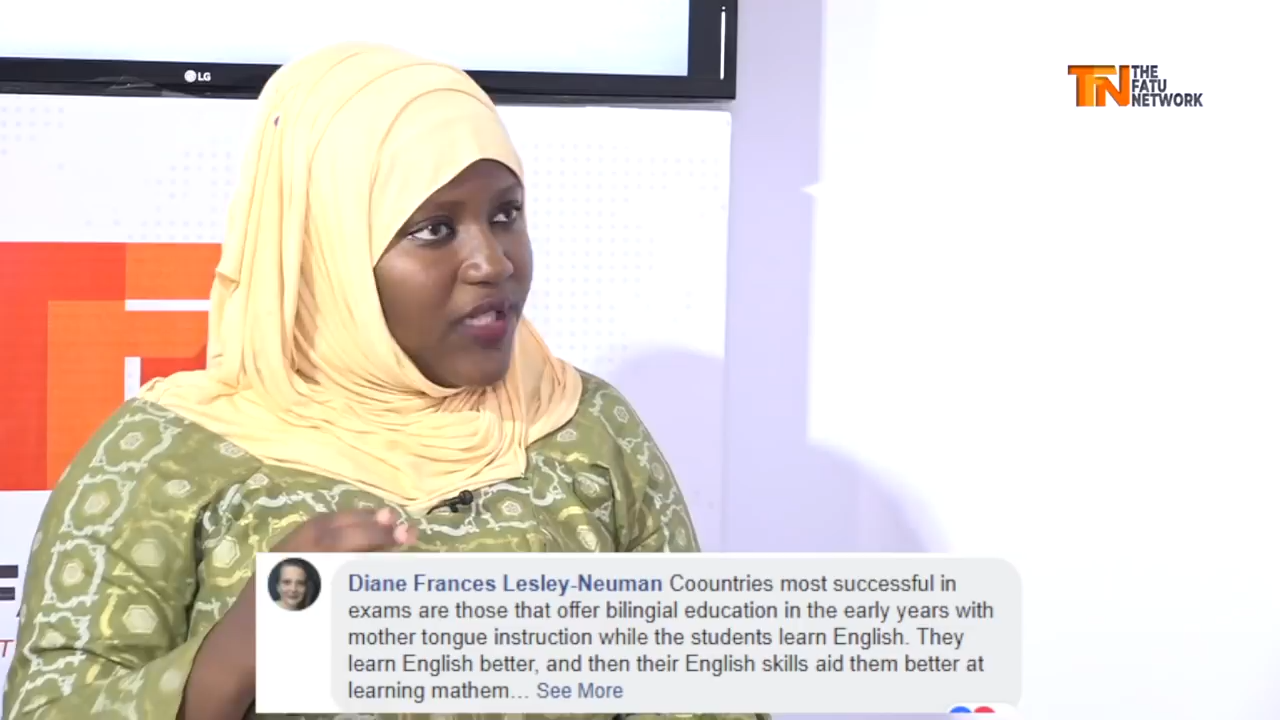 LG
TFN THE
FATU
NETWORK
Diane Frances Lesley-Neuman Coountries most successful in
exams are those that offer bilingial education in the early years with
mother tongue instruction while the students learn English. They
learn English better, and then their English skills aid them better at
learning mathem... See More